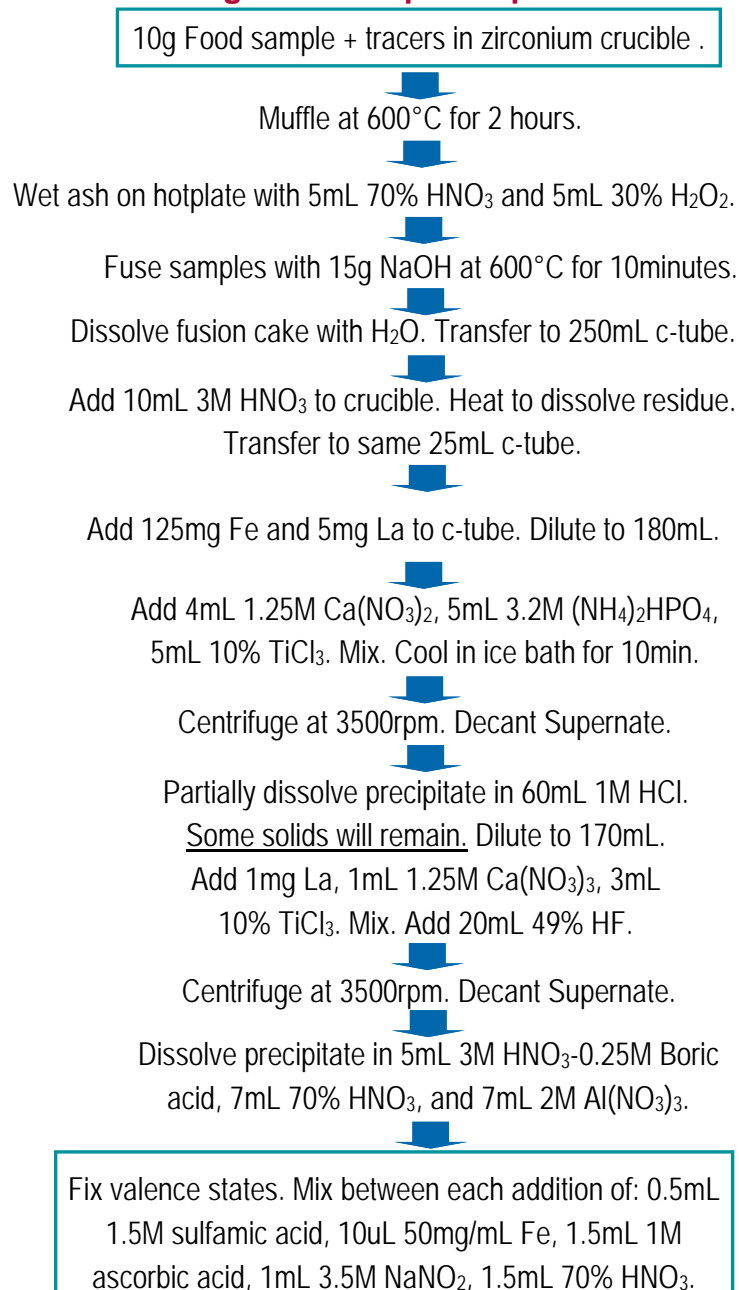 10g Food sample + tracers in zirconium crucible .
Muffle at 600°C for 2 hours.
Wet ash on hotplate with 5mL 70% HNO₃ and 5mL 30% H₂O₂.
Fuse samples with 15g NaOH at 600°C for 10minutes.
Dissolve fusion cake with H₂O. Transfer to 250mL c-tube.
Add 10mL 3M HNO₃ to crucible. Heat to dissolve residue.
Transfer to same 25mL c-tube.
Add 125mg Fe and 5mg La to c-tube. Dilute to 180mL.
Add 4mL 1.25M Ca(NO₃)₂, 5mL 3.2M (NH₄)₂HPO₄,
5mL 10% TiCl₃. Mix. Cool in ice bath for 10min.
Centrifuge at 3500rpm. Decant Supernate.
Partially dissolve precipitate in 60mL 1M HCl.
Some solids will remain. Dilute to 170mL.
Add 1mg La, 1mL 1.25M Ca(NO₃)₃, 3mL
10% TiCl₃. Mix. Add 20mL 49% HF.
Centrifuge at 3500rpm. Decant Supernate.
Dissolve precipitate in 5mL 3M HNO₃-0.25M Boric
acid, 7mL 70% HNO₃, and 7mL 2M Al(NO₃)₃.
Fix valence states. Mix between each addition of: 0.5mL
1.5M sulfamic acid, 10uL 50mg/mL Fe, 1.5mL 1M
ascorbic acid, 1mL 3.5M NaNO₂, 1.5mL 70% HNO₃.